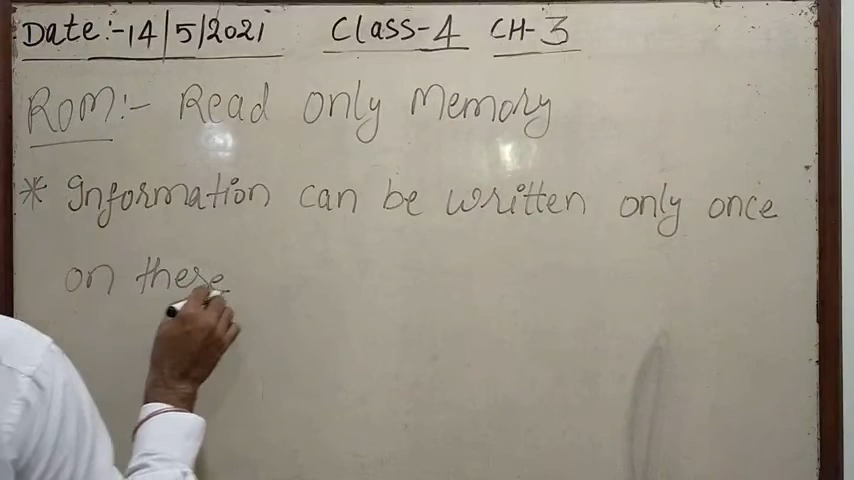 Date:-14/5/2021 Class-4 CH-3
ROM:- Read only Memory
* Information can be written only once
on these